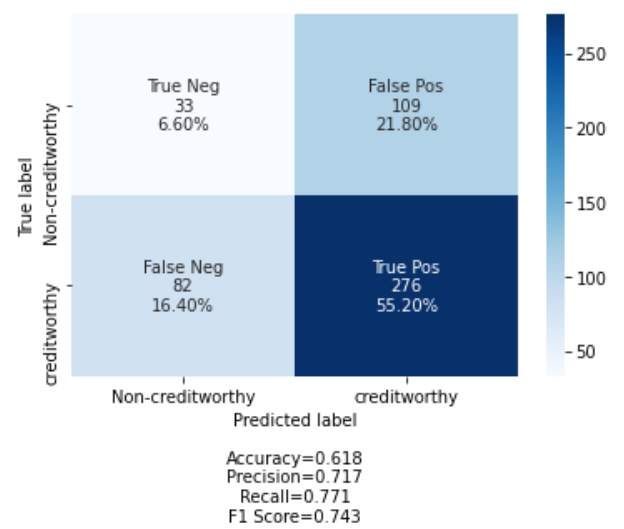 True Neg
33
6.60%
False Pos
109
21.80%
False Neg
82
16.40%
True Pos
276
55.20%
True label
Non-creditworthy
creditworthy
Non-creditworthy
creditworthy
Predicted label
250
200
150
100
50
Accuracy=0.618
Precision=0.717
Recall=0.771
F1 Score=0.743